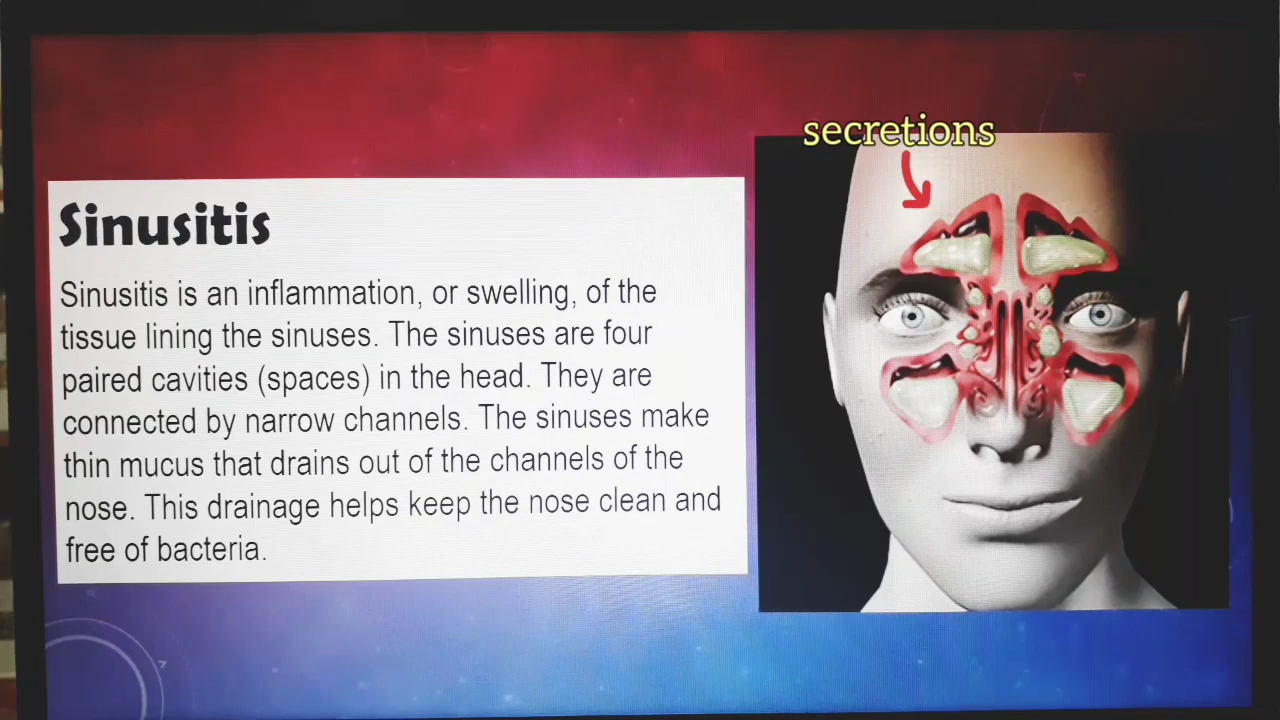 secretions
Sinusitis
Sinusitis is an inflammation, or swelling, of the
tissue lining the sinuses. The sinuses are four
paired cavities (spaces) in the head. They are
connected by narrow channels. The sinuses make
thin mucus that drains out of the channels of the
nose. This drainage helps keep the nose clean and
free of bacteria.